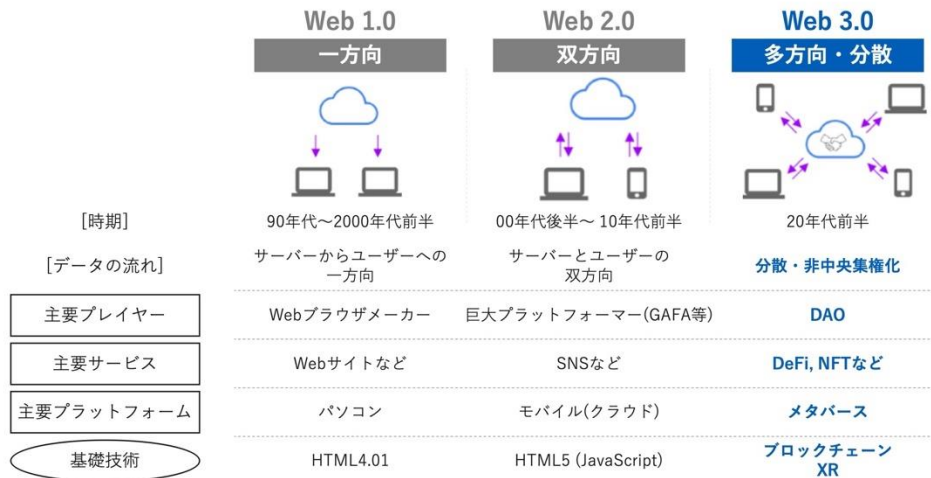 Web 1.0 Web 2.0 Web 3.0
一方向 双方向 多方向・分散
[時期] 90年代～2000年代前半 00年代後半～ 10年代前半 20年代前半
[データの流れ] サーバーからユーザーへの サーバーとユーザーの 分散・非中央集権化
一方向 双方向
主要プレイヤー Webブラウザメーカー 巨大プラットフォーマー(GAFA等) DAO
主要サービス Webサイトなど SNSなど DeFi, NFTなど
主要プラットフォーム パソコン モバイル(クラウド) メタバース
基礎技術 HTML4.01 HTML5 (JavaScript) ブロックチェーン
XR